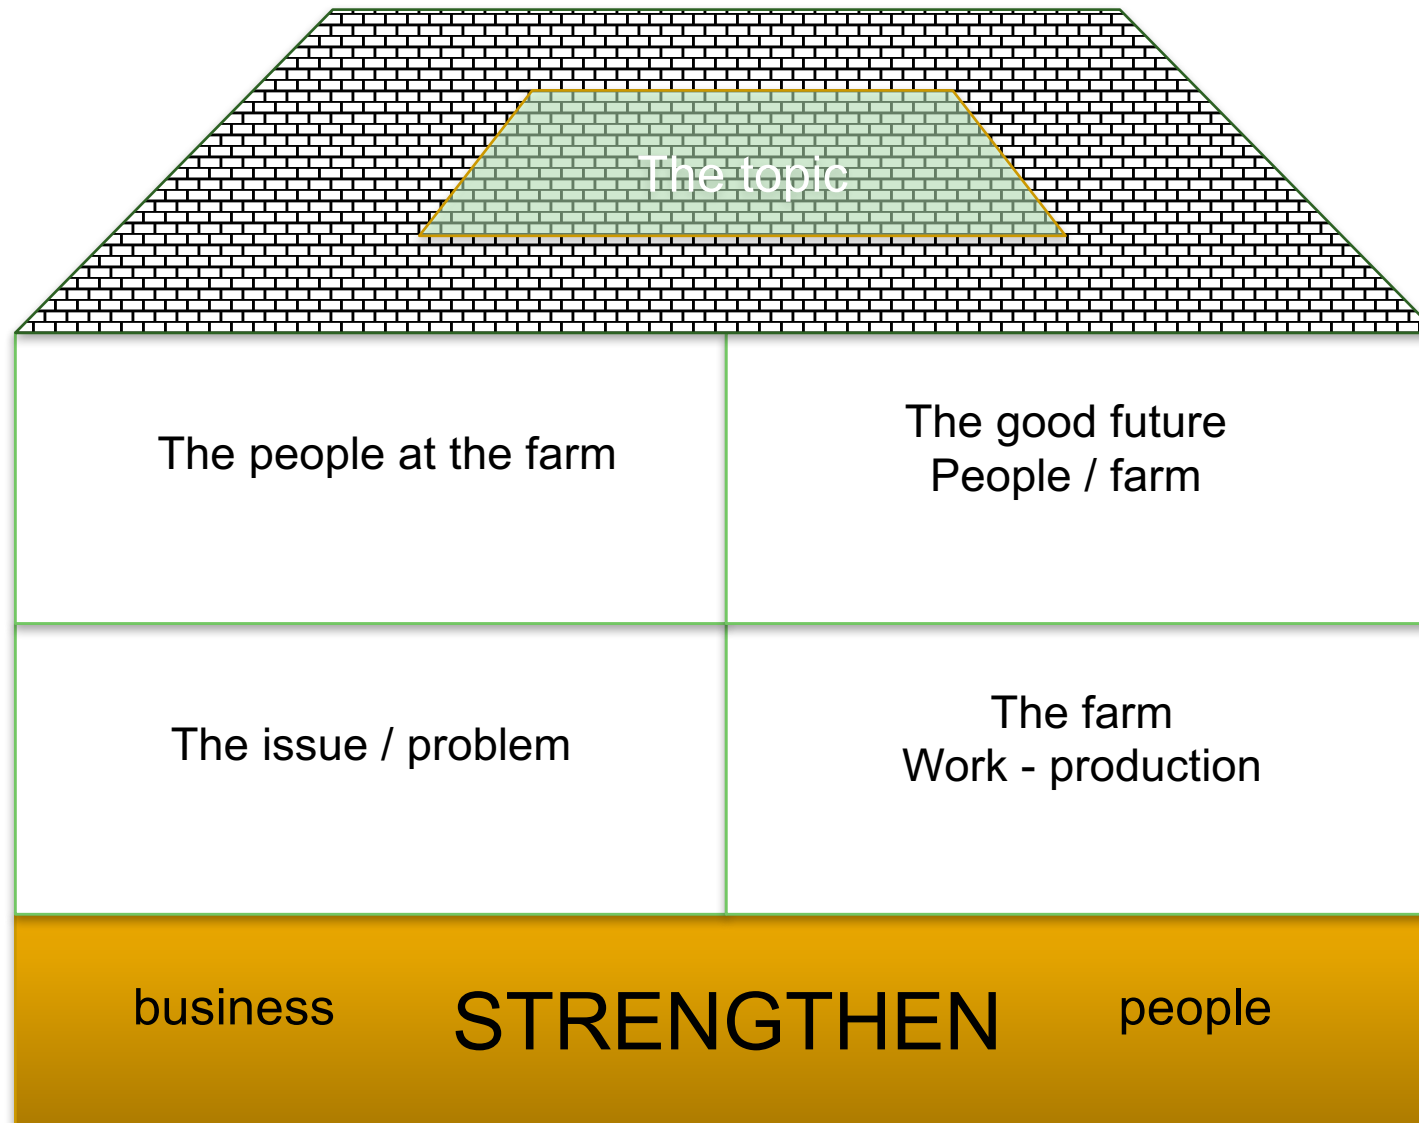 The topic
The people at the farm
The good future
People / farm
The issue / problem
The farm
Work - production
business STRENGTHEN people